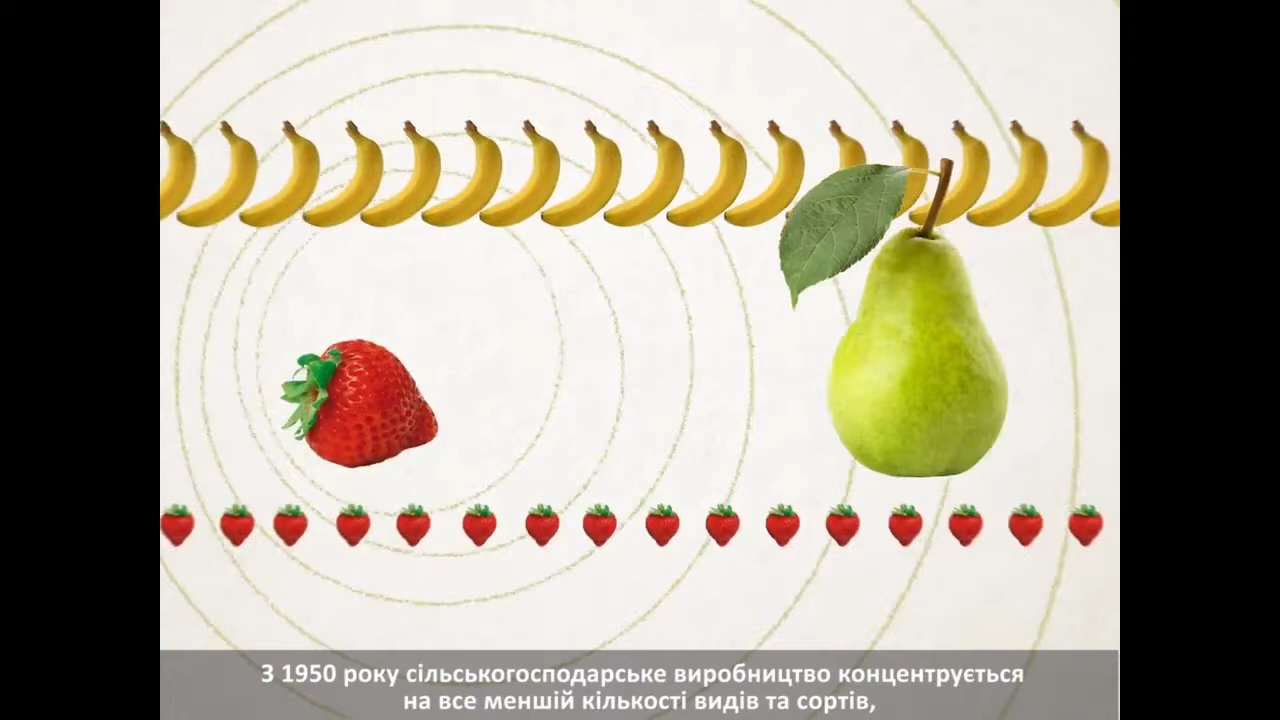 З 1950 року сільськогосподарське виробництво концентрується
на все меншій кількості видів та сортів,